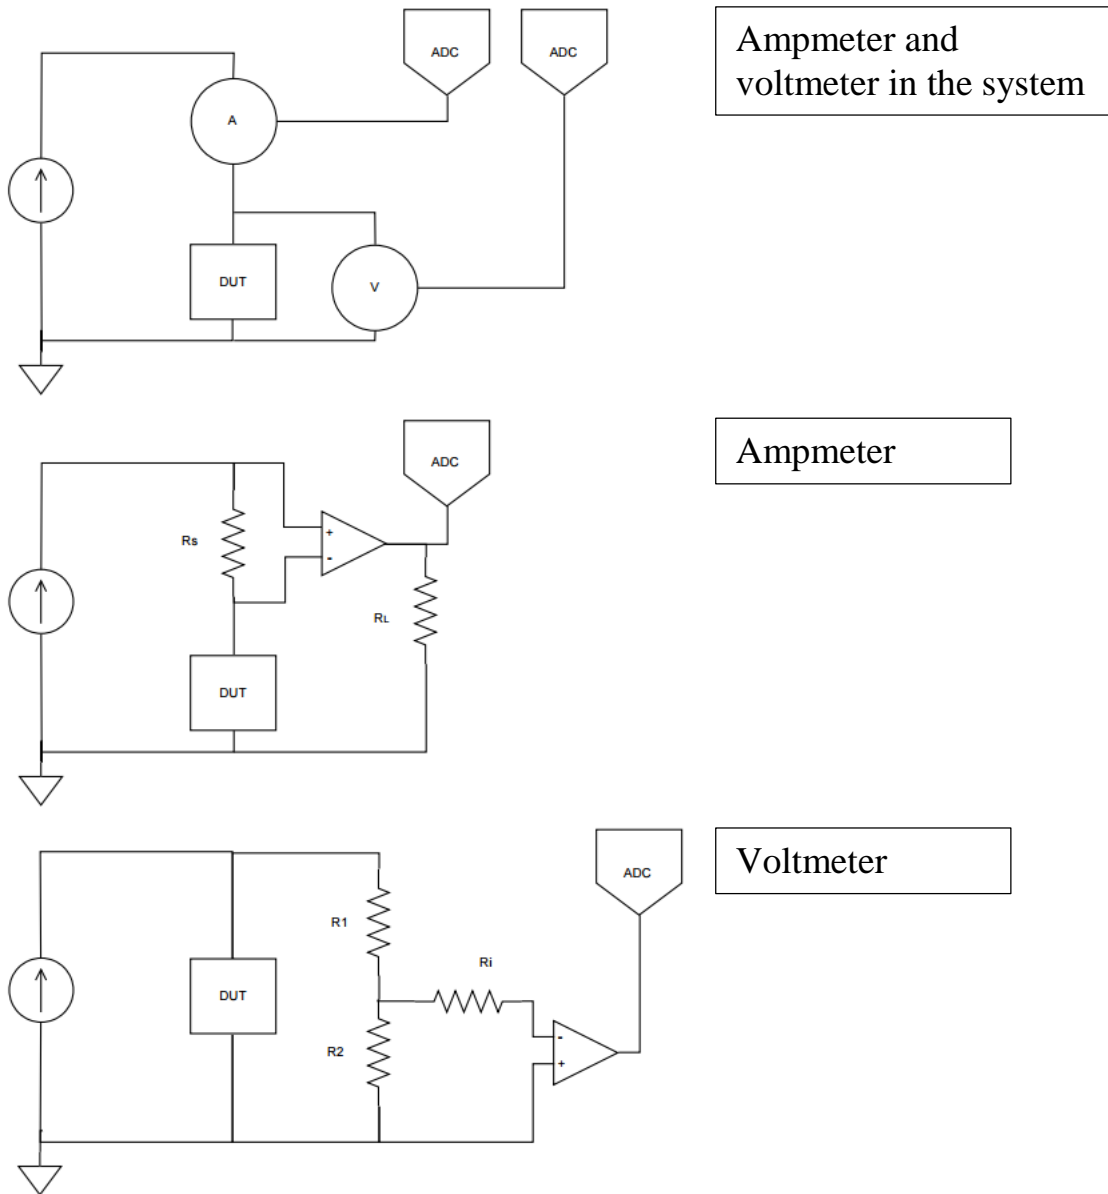 ADC
ADC
Ampmeter and
voltmeter in the system
A
DUT
V
ADC
Ampmeter
Rs
+
-
RL
DUT
ADC
Voltmeter
R1
Ri
DUT
R2
-
+